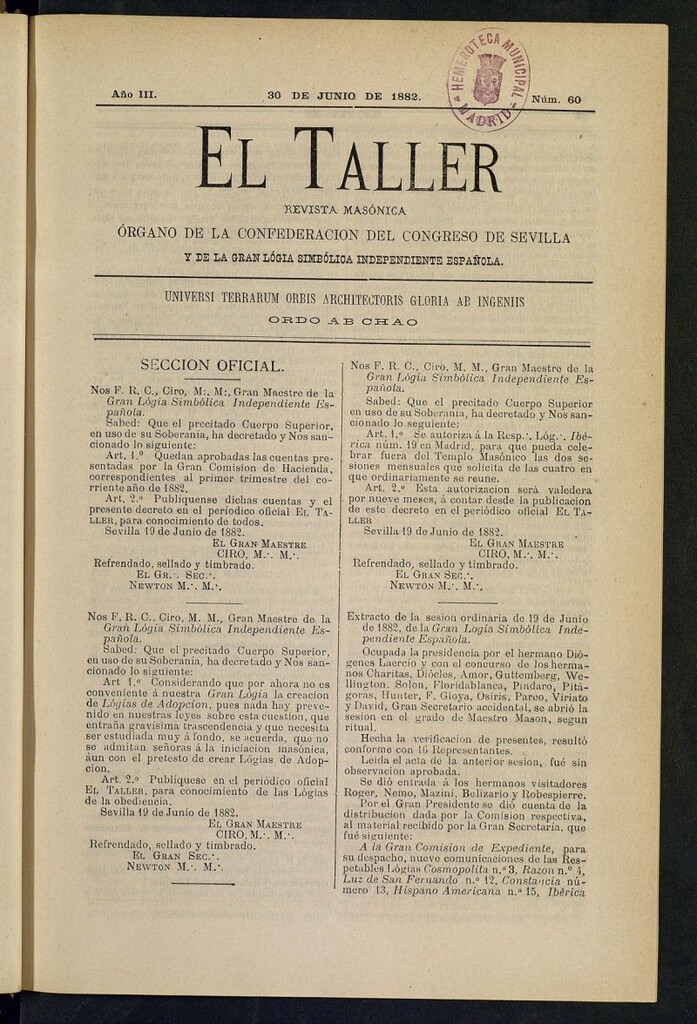 Año III.
30 DE JUNIO DE 1882.
Núm. 60
HEMEROTECA MUNICIPAL
MADRID
EL TALLER
REVISTA MASÓNICA
ÓRGANO DE LA CONFEDERACION DEL CONGRESO DE SEVILLA
Y DE LA GRAN LÓGIA SIMBÓLICA INDEPENDIENTE ESPAÑOLA.
UNIVERSI TERRARUM ORBIS ARCHITECTORIS GLORIA AB INGENIIS
ORDO AB CHAO
SECCION OFICIAL.
Nos F. R. C., Ciro, M∴ M∴, Gran Maestre de la
Gran Lógia Simbólica Independiente Es-
pañola.
Sabed: Que el precitado Cuerpo Superior,
en uso de su Soberanía, ha decretado y Nos san-
cionado lo siguiente:
Art. 1.º Quedan aprobadas las cuentas pre-
sentadas por la Gran Comision de Hacienda,
correspondientes al primer trimestre del co-
rriente año de 1882.
Art. 2.º Publíquense dichas cuentas y el
presente decreto en el periódico oficial EL TA-
LLER, para conocimiento de todos.
Sevilla 19 de Junio de 1882.
EL GRAN MAESTRE
CIRO, M.·. M.·.
Refrendado, sellado y timbrado.
EL GR.·. SEC.·.
NEWTON M.·. M.·.
Nos F. R. C., Ciro, M. M., Gran Maestre de la
Gran Lógia Simbólica Independiente Es-
pañola.
Sabed: Que el precitado Cuerpo Superior,
en uso de su Soberanía, ha decretado y Nos san-
cionado lo siguiente:
Art 1.º Considerando que por ahora no es
conveniente á nuestra Gran Lógia la creacion
de Lógias de Adopcion, pues nada hay preve-
nido en nuestras leyes sobre esta cuestion, que
entraña gravísima trascendencia y que necesita
ser estudiada muy á fondo, se acuerda, que no
se admitan señoras á la iniciacion masónica,
aun con el pretesto de crear Lógias de Adop-
cion.
Art. 2.º Publíquese en el periódico oficial
EL TALLER, para conocimiento de las Lógias
de la obediencia.
Sevilla 19 de Junio de 1882.
EL GRAN MAESTRE
CIRO, M.·. M.·.
Refrendado, sellado y timbrado.
EL GRAN SEC.·.
NEWTON M.·. M.·.
Nos F. R. C., Ciro, M. M., Gran Maestre de la
Gran Lógia Simbólica Independiente Es-
pañola.
Sabed: Que el precitado Cuerpo Superior
en uso de su Soberanía, ha decretado y Nos san-
cionado lo seguiente:
Art. 1.º Se autoriza á la Resp.·. Lóg.·. Ibé-
rica núm. 19 en Madrid, para que pueda cele-
brar fuera del Templo Masónico las dos se-
siones mensuales que solicita de las cuatro en
que ordinariamente se reune.
Art. 2.º Esta autorizacion será valedera
por nueve meses, á contar desde la publicacion
de este decreto en el periódico oficial EL TA-
LLER
Sevilla 19 de Junio de 1882.
EL GRAN MAESTRE
CIRO, M.·. M.·.
Refrendado, sellado y timbrado.
EL GRAN SEC.·.
NEWTON M.·. M.·.
Extracto de la sesion ordinaria de 19 de Junio
de 1882, de la Gran Logia Simbólica Inde-
pendiente Española.
Ocupada la presidencia por el hermano Dió-
genes Laercio y con el concurso de los herma-
nos Charitas, Diócles, Amor, Guttemberg, We-
llington, Solon, Floridablanca, Píndaro, Pitá-
goras, Hunter, F. Gioya, Osiris, Parco, Viriato
y David, Gran Secretario accidental, se abrió la
sesion en el grado de Maestro Mason, segun
ritual.
Hecha la verificacion de presentes, resultó
conforme con 16 Representantes.
Leida el acta de la anterior sesion, fué sin
observacion aprobada.
Se dió entrada á los hermanos visitadores
Roger, Nemo, Mazini, Belizario y Robespierre.
Por el Gran Presidente se dió cuenta de la
distribucion dada por la Comision respectiva,
al material recibido por la Gran Secretaría, que
fué siguiente:
A la Gran Comision de Expediente, para
su despacho, nueve comunicaciones de las Res-
petables Lógias Cosmopolita n.º 3, Razon n.º 4,
Luz de San Fernando n.º 12, Constancia nú-
mero 13, Hispano Americana n.º 15, Ibérica